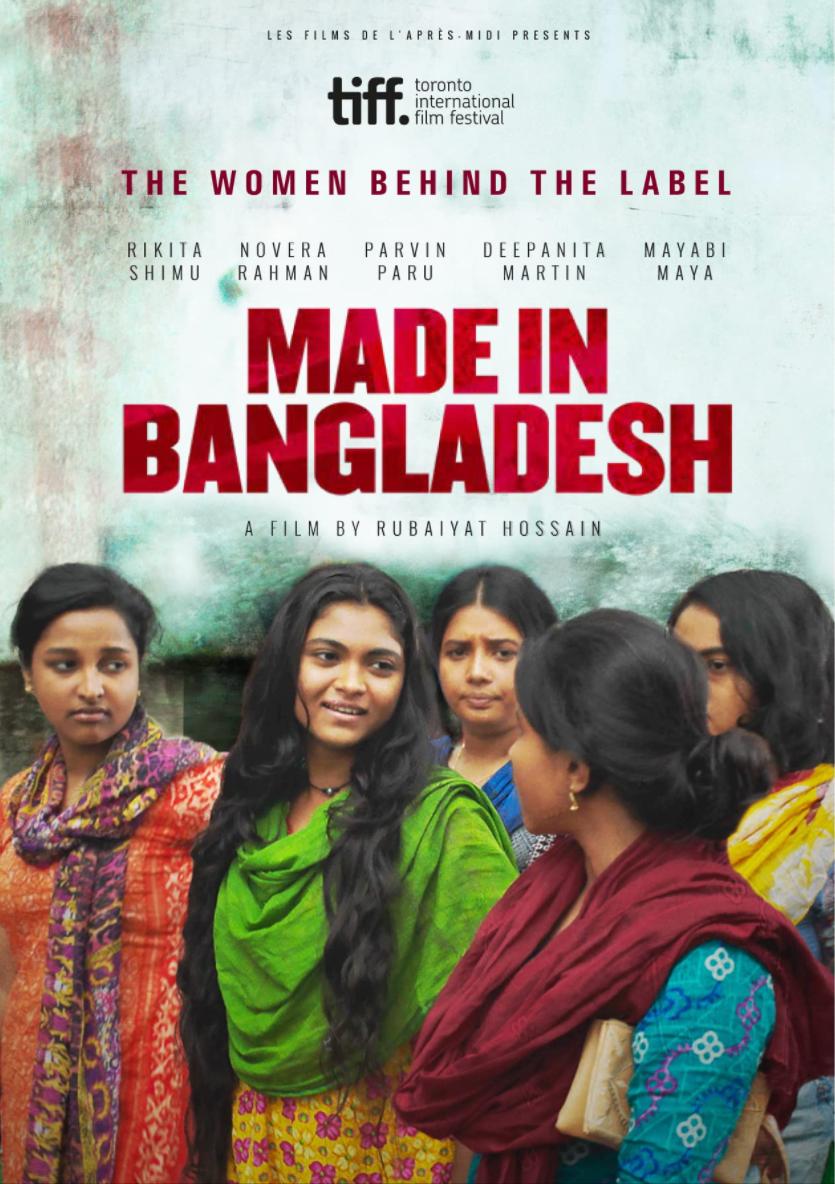 LES FILMS DE L'APRÈS-MIDI PRESENTS
tiff.
toronto
international
film festival
THE WOMEN BEHIND THE LABEL
RIKITA SHIMU
NOVERA RAHMAN
PARVIN PARU
DEEPANITA MARTIN
MAYABI MAYA
MADE IN
BANGLADESH
A FILM BY RUBAIYAT HOSSAIN